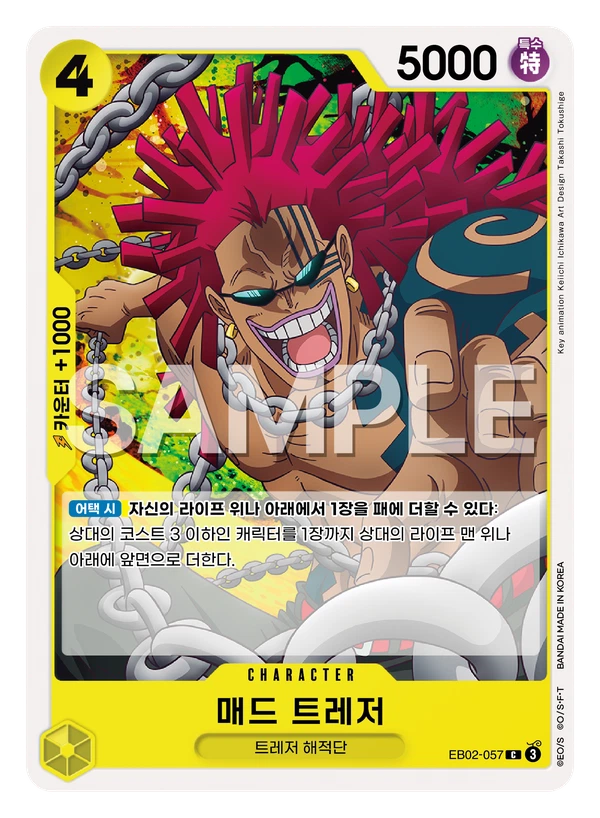 4
5000
특수
特
카운터 +1000
Key animation Keiichi Ichikawa Art Design Takashi Tokushige
SAMPLE
어택 시 자신의 라이프 위나 아래에서 1장을 패에 더할 수 있다:
상대의 코스트 3 이하인 캐릭터를 1장까지 상대의 라이프 맨 위나
아래에 앞면으로 더한다.
CHARACTER
매드 트레저
트레저 해적단
EB02-057 C 3
©EO/S ©O/S·F·T BANDAI MADE IN KOREA